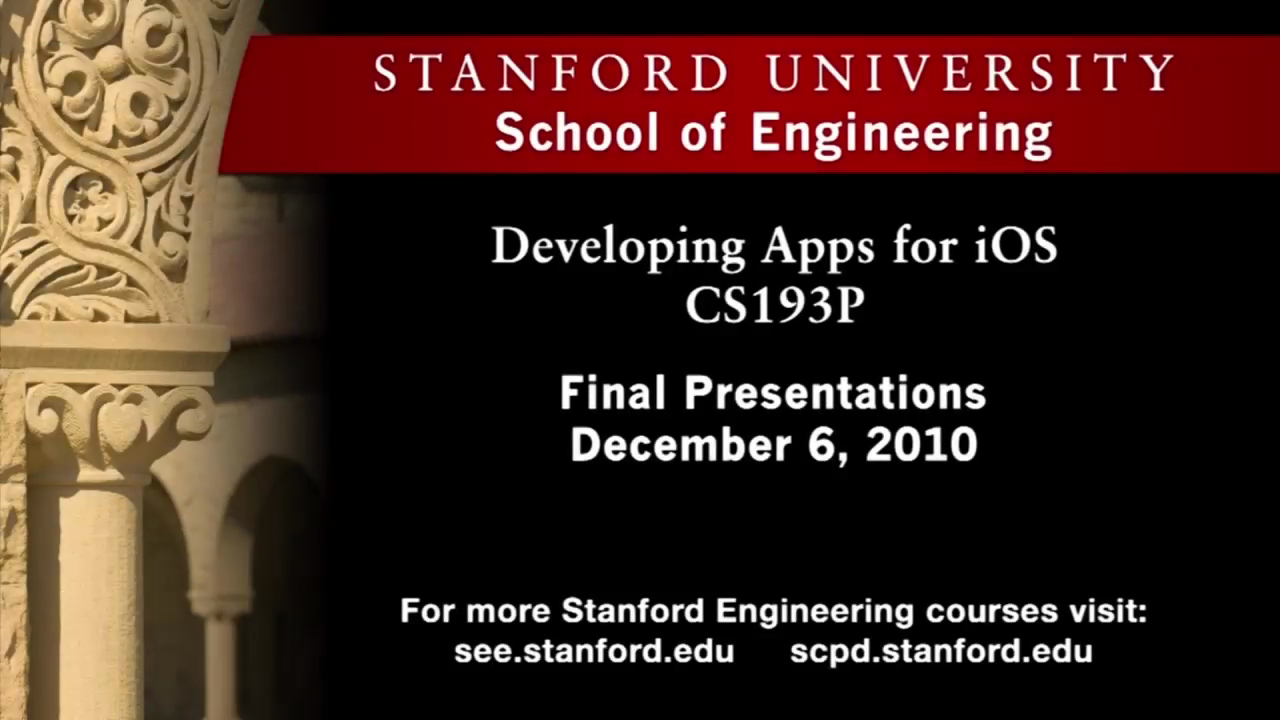 STANFORD UNIVERSITY
School of Engineering
Developing Apps for iOS
CS193P
Final Presentations
December 6, 2010
For more Stanford Engineering courses visit:
see.stanford.edu scpd.stanford.edu